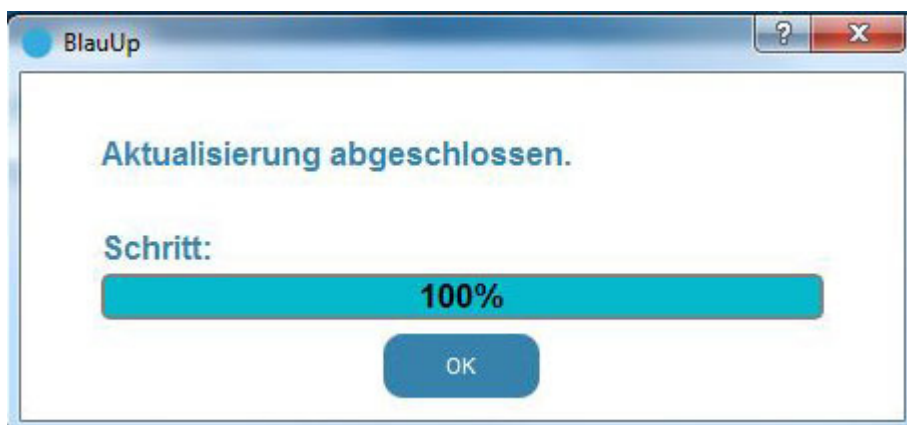 BlauUp
Aktualisierung abgeschlossen.
Schritt:
100%
OK